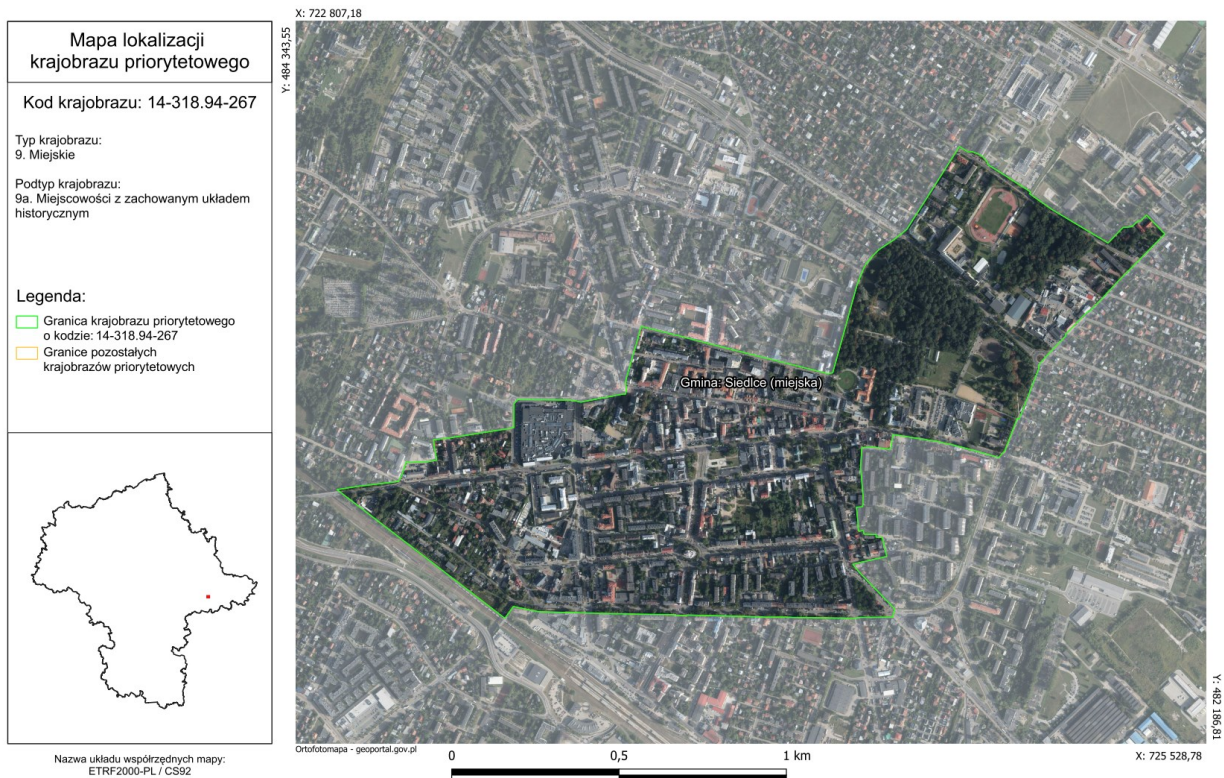 Mapa lokalizacji
krajobrazu priorytetowego
Kod krajobrazu: 14-318.94-267
Typ krajobrazu:
9. Miejskie
Podtyp krajobrazu:
9a. Miejscowości z zachowanym układem
historycznym
Legenda:
Granica krajobrazu priorytetowego
o kodzie: 14-318.94-267
Granice pozostałych
krajobrazów priorytetowych
Nazwa układu współrzędnych mapy:
ETRF2000-PL / CS92
X: 722 807,18
Y: 484 343,55
Gmina: Siedlce (miejska)
Ortofotomapa - geoportal.gov.pl
0 0,5 1 km
X: 725 528,78
Y: 482 186,81